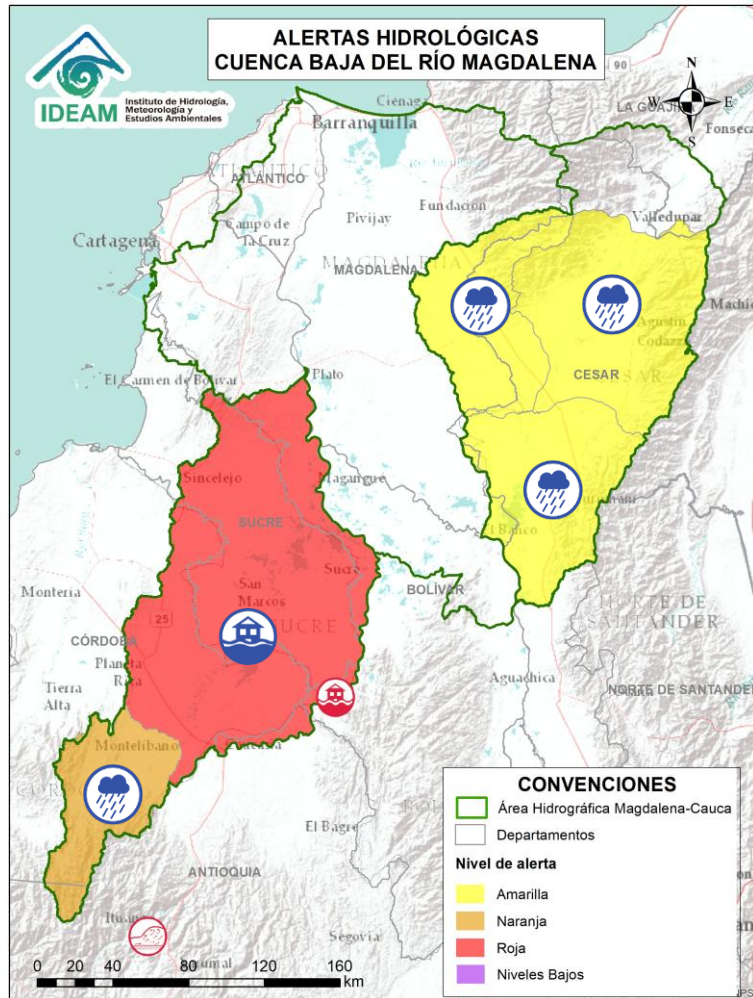 ALERTAS HIDROLÓGICAS
CUENCA BAJA DEL RÍO MAGDALENA
IDEAM
Instituto de Hidrología,
Meteorología y
Estudios Ambientales
90
N
W
E
S
LA GUAJIRA
Fonseca
Ciénaga
Barranquilla
ATLÁNTICO
Valledupar
Fundación
Pivijay
Campo de
la Cruz
Cartagena
MAGDALENA
Agustín
Codazzi
CESAR
Plato
El Carmen de Bolívar
Sincelejo
Magangué
SUCRE
El Banco
Sucre
San
Marcos
SUCRE
BOLÍVAR
Montería
25
CÓRDOBA
Planeta
Rica
Tierra
Alta
NORTE DE
SANTANDER
Aguachica
NORTE DE SANTANDER
Montelíbano
El Bagre
ANTIOQUIA
Segovia
0 20 40 80 120 160
km
CONVENCIONES
Área Hidrográfica Magdalena-Cauca
Departamentos
Nivel de alerta
Amarilla
Naranja
Roja
Niveles Bajos